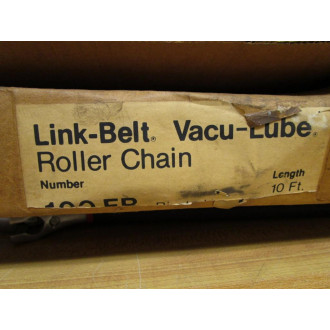 Link-Belt® Vacu-Lube®
Roller Chain
Number Length
10 Ft.